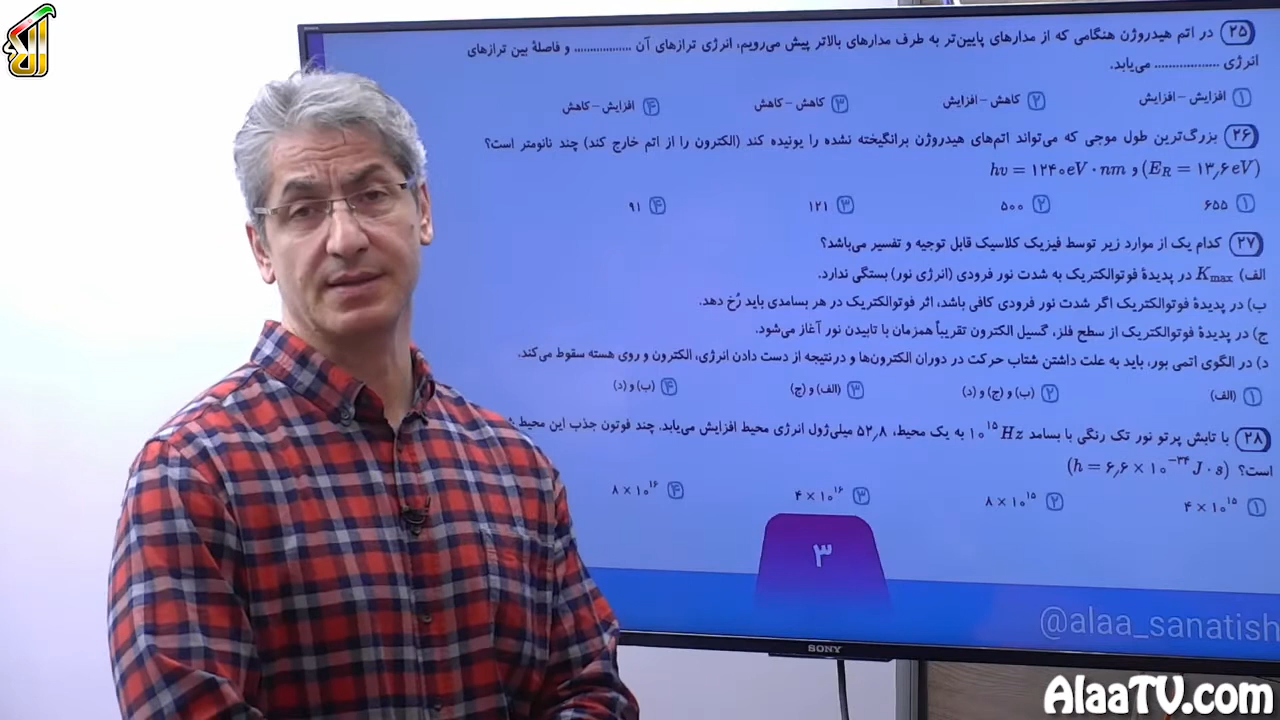 ۲۵ در اتم هیدروژن هنگامی که از مدارهای پایین‌تر به طرف مدارهای بالاتر پیش می‌رویم، انرژی ترازهای آن ................. و فاصلهٔ بین ترازهای
انرژی ................. می‌یابد.
۱ افزایش – افزایش ۲ کاهش – افزایش ۳ کاهش – کاهش ۴ افزایش – کاهش
۲۶ بزرگ‌ترین طول موجی که می‌تواند اتم‌های هیدروژن برانگیخته نشده را یونیده کند (الکترون را از اتم خارج کند) چند نانومتر است؟
(E_R = ۱۳٫۶ eV) و hv = ۱۲۴۰ eV · nm
۱ ۶۵۵ ۲ ۵۰۰ ۳ ۱۲۱ ۴ ۹۱
۲۷ کدام یک از موارد زیر توسط فیزیک کلاسیک قابل توجیه و تفسیر می‌باشد؟
الف) K_max در پدیدهٔ فوتوالکتریک به شدت نور فرودی (انرژی نور) بستگی ندارد.
ب) در پدیدهٔ فوتوالکتریک اگر شدت نور فرودی کافی باشد، اثر فوتوالکتریک در هر بسامدی باید رُخ دهد.
ج) در پدیدهٔ فوتوالکتریک از سطح فلز، گسیل الکترون تقریباً همزمان با تابیدن نور آغاز می‌شود.
د) در الگوی اتمی بور، باید به علت داشتن شتاب حرکت در دوران الکترون‌ها و درنتیجه از دست دادن انرژی، الکترون و روی هسته سقوط می‌کند.
۱ (الف) ۲ (ب) و (ج) و (د) ۳ (الف) و (ج) ۴ (ب) و (د)
۲۸ با تابش پرتو نور تک رنگی با بسامد ۱۰^۱۵ Hz به یک محیط، ۵۲٫۸ میلی‌ژول انرژی محیط افزایش می‌یابد. چند فوتون جذب این محیط
است؟ (h = ۶٫۶ × ۱۰^−۳۴ J · s)
۱ ۴ × ۱۰^۱۵ ۲ ۸ × ۱۰^۱۵ ۳ ۴ × ۱۰^۱۶ ۴ ۸ × ۱۰^۱۶
۳
@alaa_sanatish
SONY
AlaaTV.com